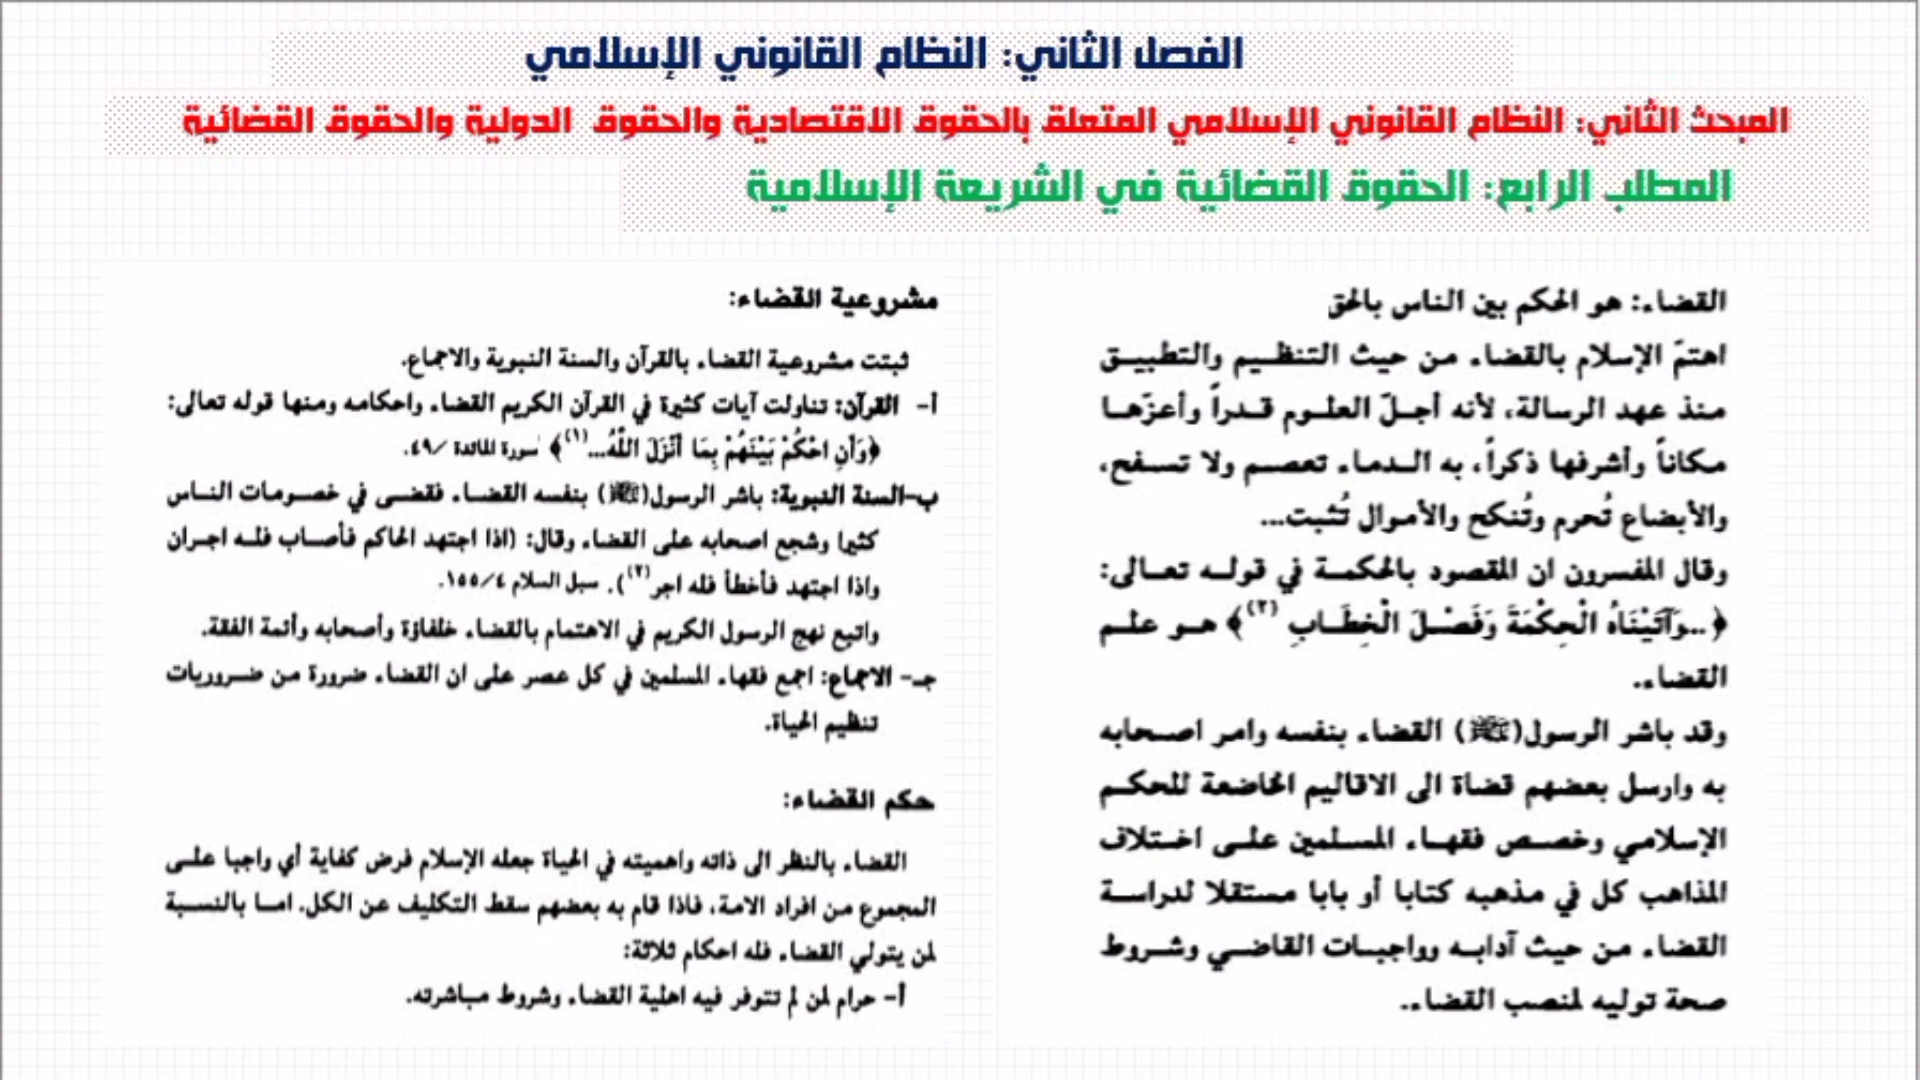 الفصل الثاني: النظام القانوني الإسلامي
المبحث الثاني: النظام القانوني الإسلامي المتعلق بالحقوق الاقتصادية والحقوق الدولية والحقوق القضائية
المطلب الرابع: الحقوق القضائية في الشريعة الإسلامية
القضاء: هو الحكم بين الناس بالحق
اهتمّ الإسلام بالقضاء من حيث التنظيم والتطبيق
منذ عهد الرسالة، لأنه أجلّ العلوم قدراً وأعزّها
مكاناً وأشرفها ذكراً، به الدماء تعصم ولا تسفح،
والأبضاع تُحرم وتُنكح والأموال تُثبت...
وقال المفسرون ان المقصود بالحكمة في قوله تعالى:
﴿...وَآتَيْنَاهُ الْحِكْمَةَ وَفَصْلَ الْخِطَابِ (٢)﴾ هو علم
القضاء.
وقد باشر الرسول(ﷺ) القضاء بنفسه وامر اصحابه
به وارسل بعضهم قضاة الى الاقاليم الخاضعة للحكم
الإسلامي وخصص فقهاء المسلمين على اختلاف
المذاهب كل في مذهبه كتابا أو بابا مستقلا لدراسة
القضاء من حيث آدابه وواجبات القاضي وشروط
صحة توليه لمنصب القضاء.
مشروعية القضاء:
ثبتت مشروعية القضاء بالقرآن والسنة النبوية والاجماع.
أ- القرآن: تناولت آيات كثيرة في القرآن الكريم القضاء واحكامه ومنها قوله تعالى:
﴿وَأَنِ احْكُمْ بَيْنَهُمْ بِمَا أَنْزَلَ اللَّهُ...(١)﴾ سورة المائدة /٤٩.
ب-السنة النبوية: باشر الرسول(ﷺ) بنفسه القضاء فقضى في خصومات الناس
كثيرا وشجع اصحابه على القضاء وقال: (اذا اجتهد الحاكم فأصاب فله اجران
واذا اجتهد فأخطأ فله اجر(٢)). سبل السلام ١٥٥/٤.
واتبع نهج الرسول الكريم في الاهتمام بالقضاء خلفاؤة وأصحابه وأئمة الفقة.
جـ- الاجماع: اجمع فقهاء المسلمين في كل عصر على ان القضاء ضرورة من ضروريات
تنظيم الحياة.
حكم القضاء:
القضاء بالنظر الى ذاته واهميته في الحياة جعله الإسلام فرض كفاية أي واجبا على
المجموع من افراد الامة، فاذا قام به بعضهم سقط التكليف عن الكل. اما بالنسبة
لمن يتولي القضاء فله احكام ثلاثة:
أ- حرام لمن لم تتوفر فيه اهلية القضاء وشروط مباشرته.